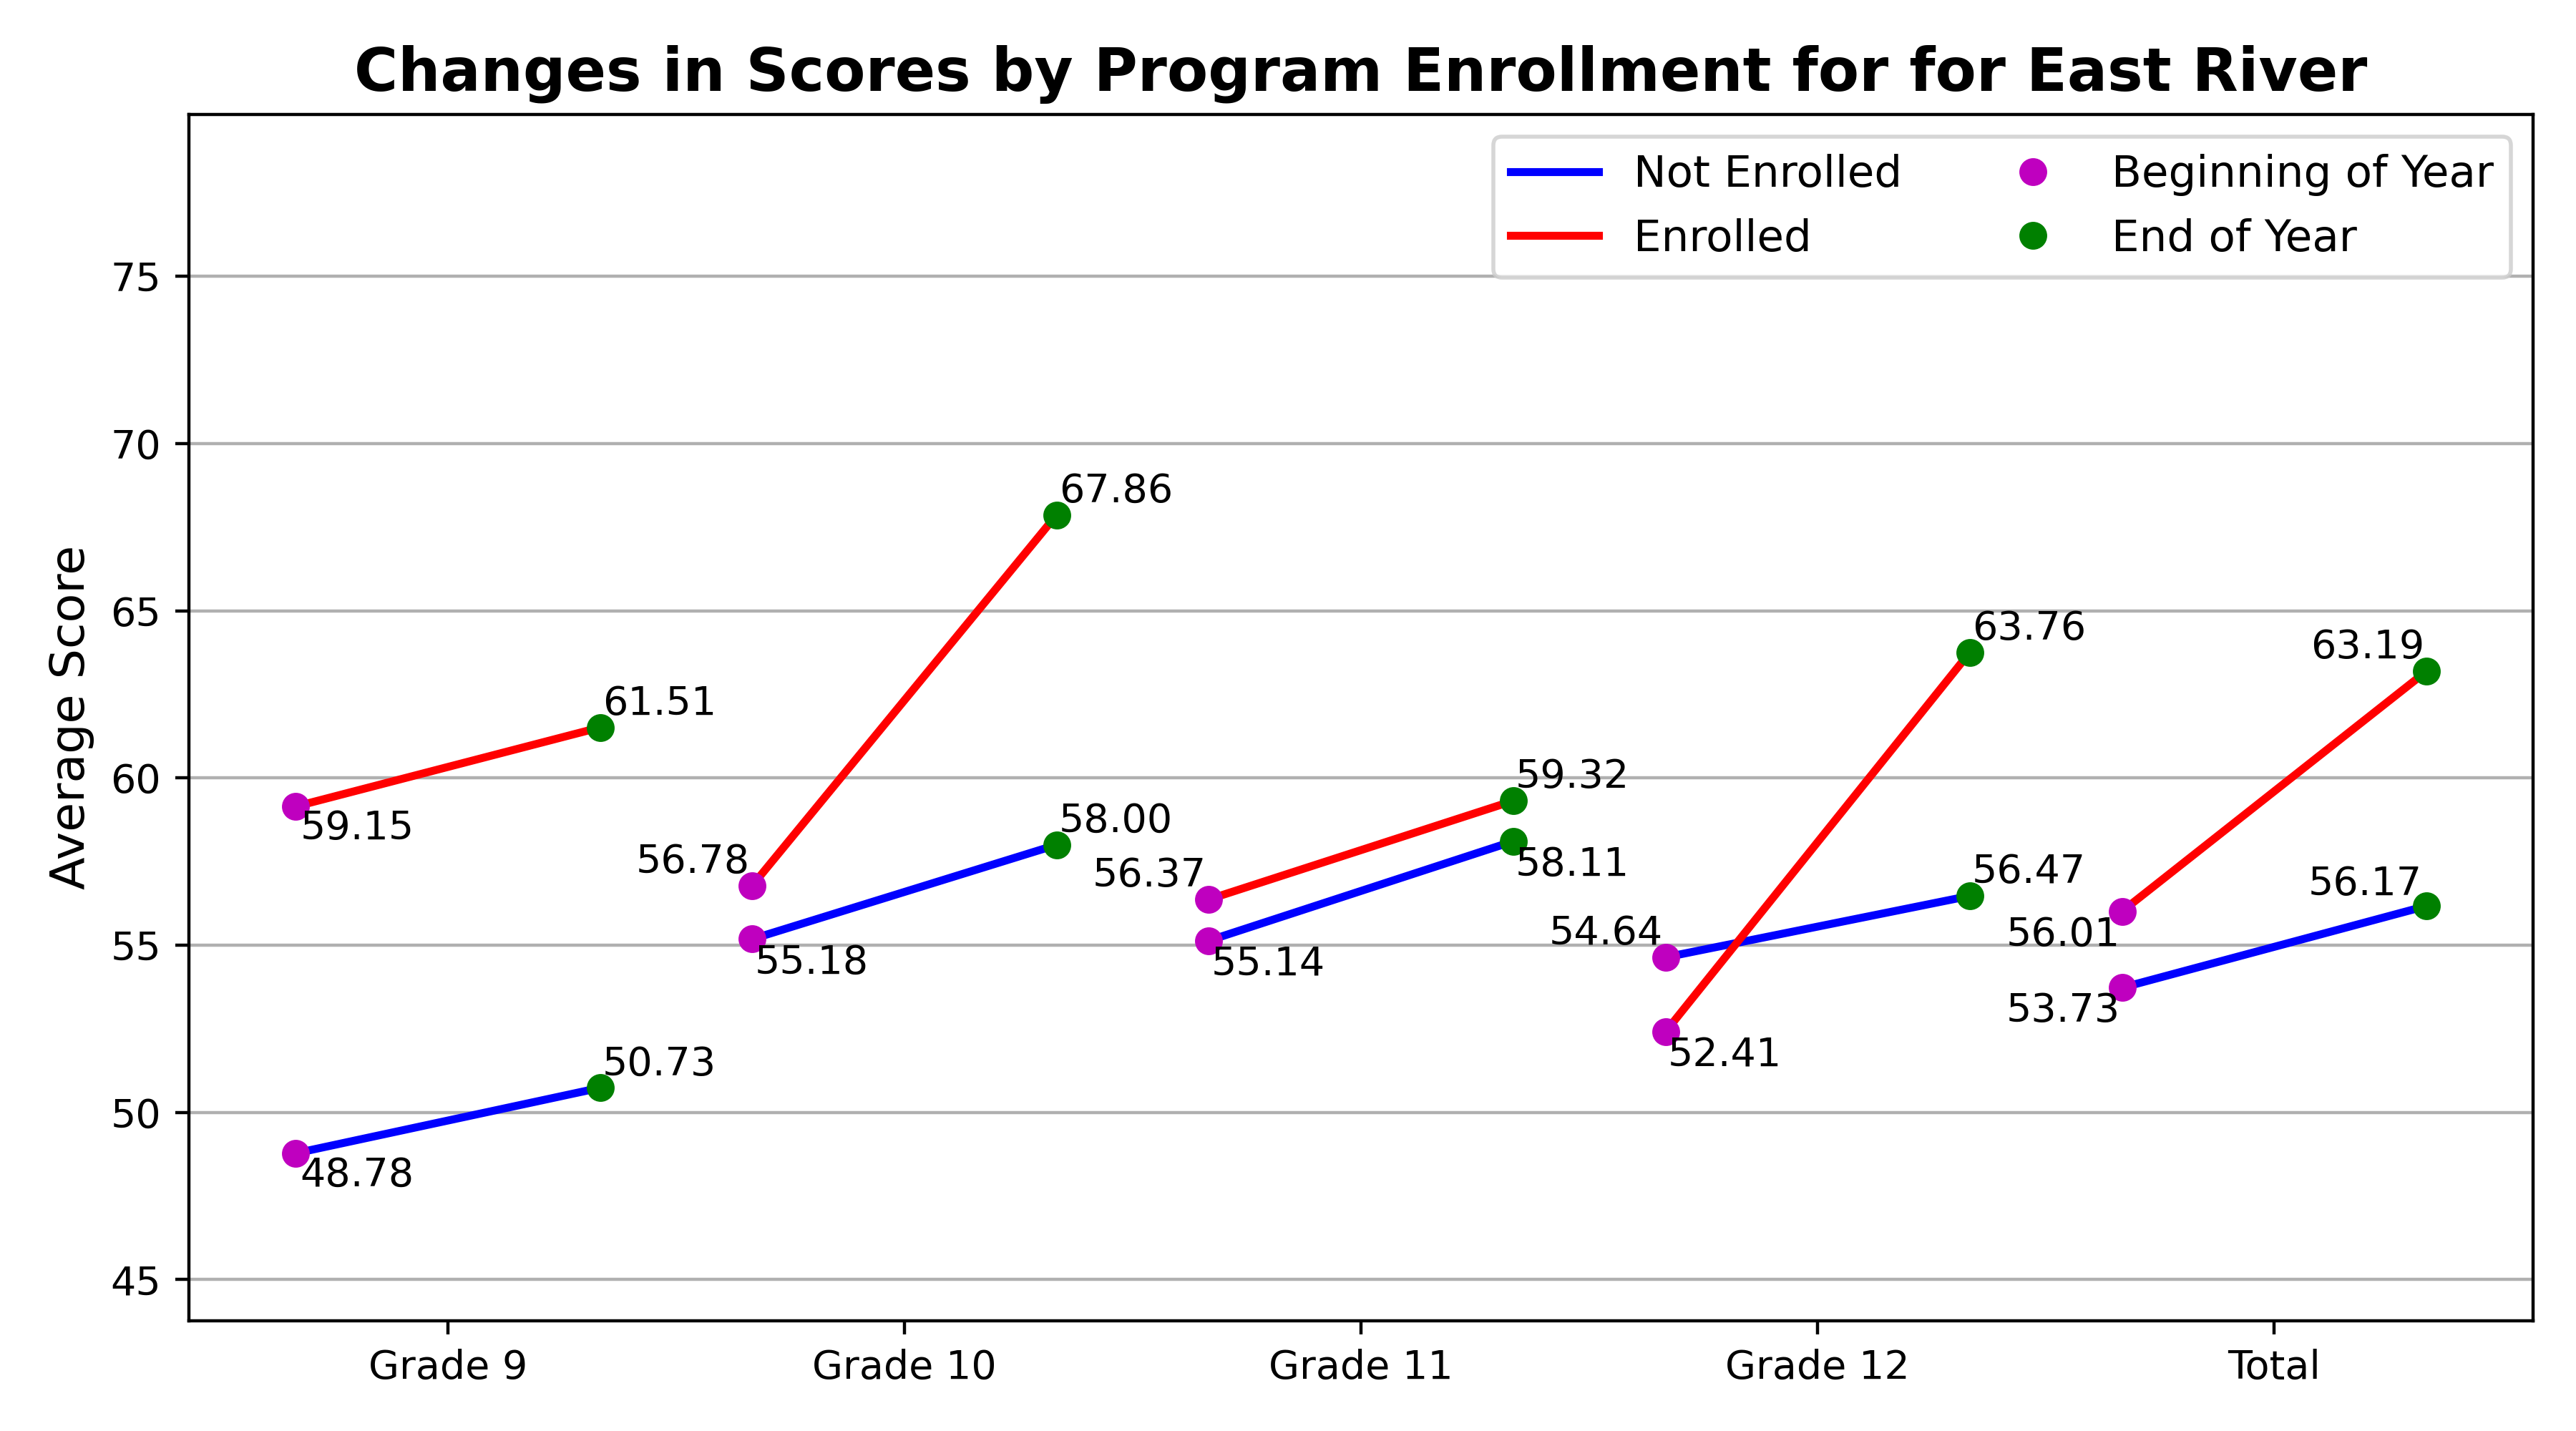 Changes in Scores by Program Enrollment for for East River
Not Enrolled
Enrolled
Beginning of Year
End of Year
Average Score
75
70
65
60
55
50
45
59.15
61.51
48.78
50.73
56.78
67.86
55.18
58.00
56.37
59.32
55.14
58.11
54.64
56.47
52.41
63.76
56.01
63.19
53.73
56.17
Grade 9
Grade 10
Grade 11
Grade 12
Total